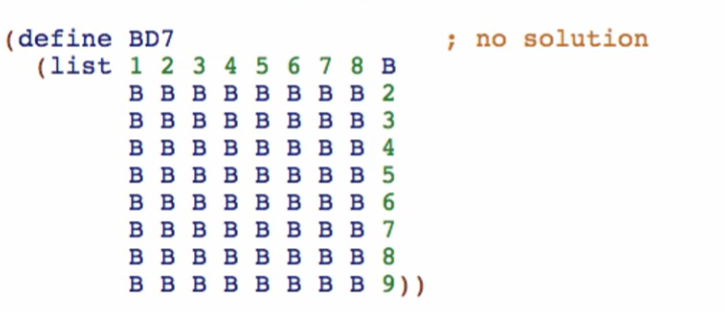 (define BD7 ; no solution
(list 1 2 3 4 5 6 7 8 B
B B B B B B B B 2
B B B B B B B B 3
B B B B B B B B 4
B B B B B B B B 5
B B B B B B B B 6
B B B B B B B B 7
B B B B B B B B 8
B B B B B B B B 9))